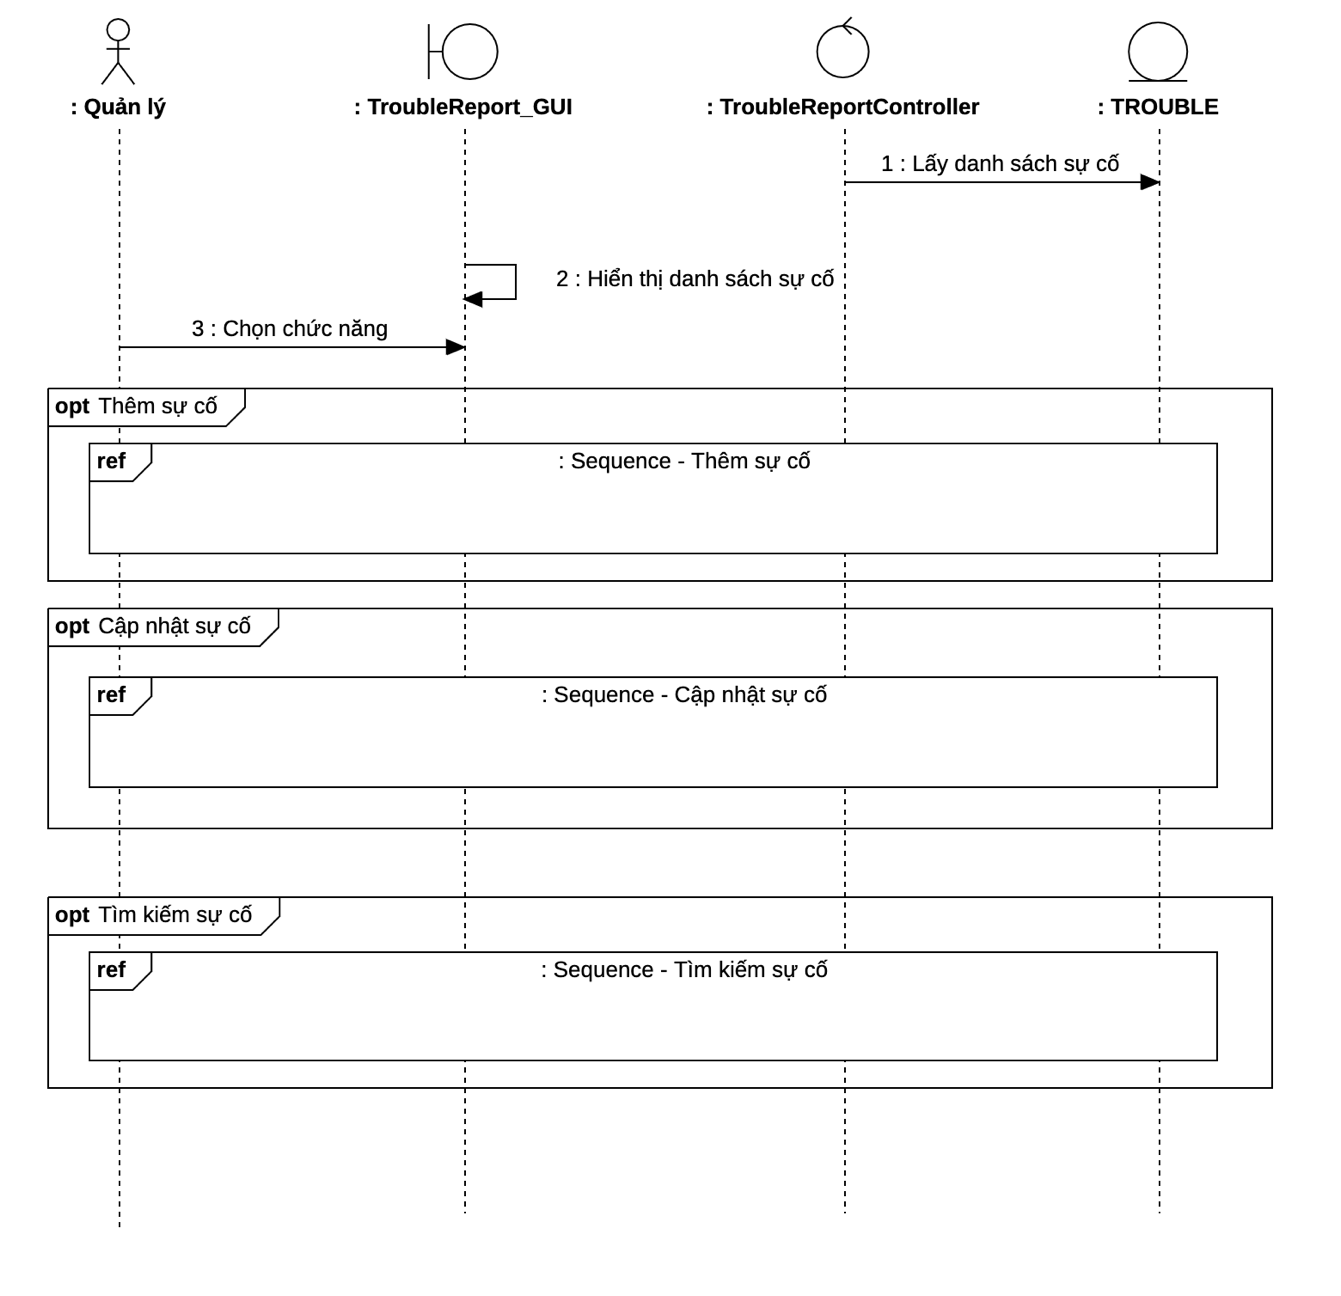 : Quản lý
: TroubleReport_GUI
: TroubleReportController
: TROUBLE
1 : Lấy danh sách sự cố
2 : Hiển thị danh sách sự cố
3 : Chọn chức năng
opt Thêm sự cố
ref
: Sequence - Thêm sự cố
opt Cập nhật sự cố
ref
: Sequence - Cập nhật sự cố
opt Tìm kiếm sự cố
ref
: Sequence - Tìm kiếm sự cố